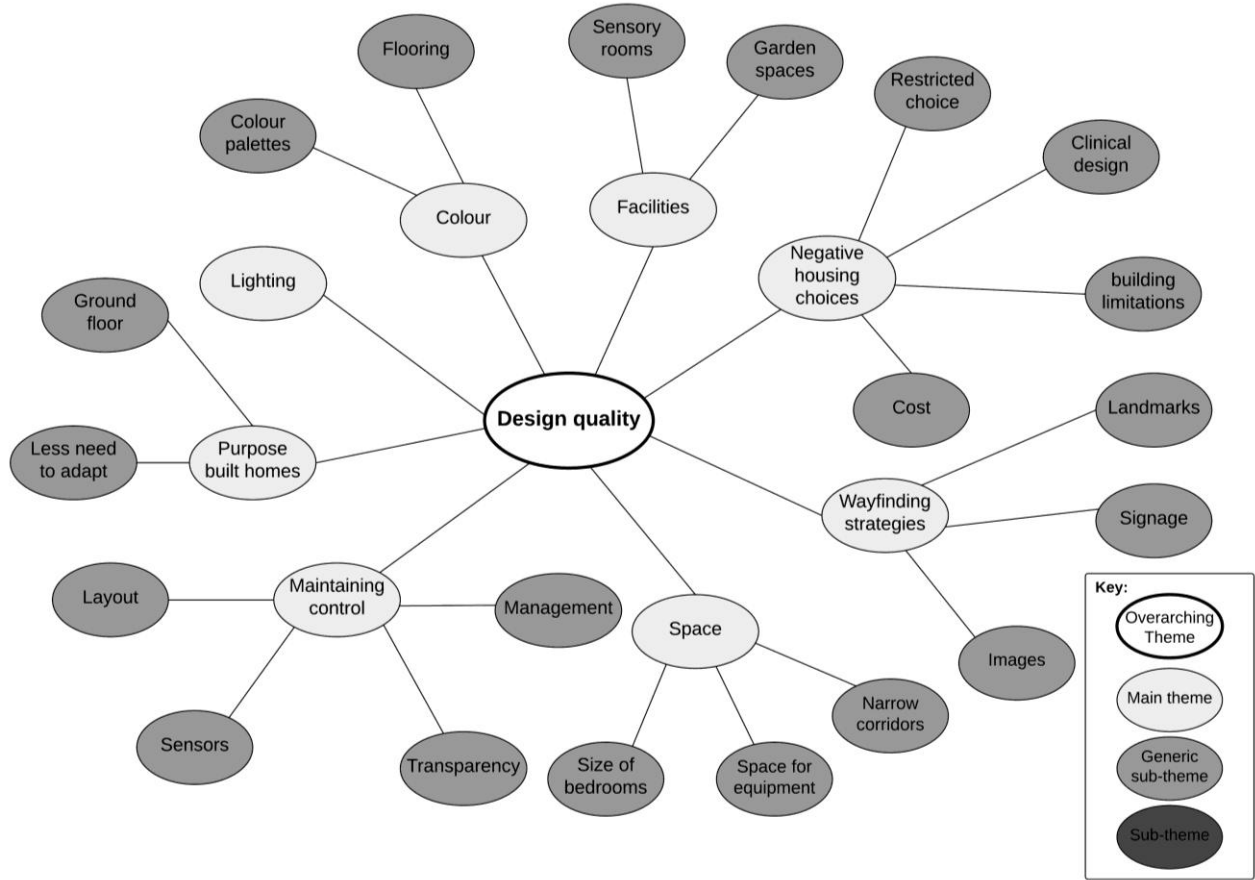 Flooring
Sensory
rooms
Garden
spaces
Restricted
choice
Colour
palettes
Clinical
design
Colour
Facilities
Negative
housing
choices
Lighting
Ground
floor
building
limitations
Design quality
Cost
Landmarks
Less need
to adapt
Purpose
built homes
Wayfinding
strategies
Signage
Layout
Maintaining
control
Management
Space
Images
Sensors
Transparency
Size of
bedrooms
Space for
equipment
Narrow
corridors
Key:
Overarching
Theme
Main theme
Generic
sub-theme
Sub-theme